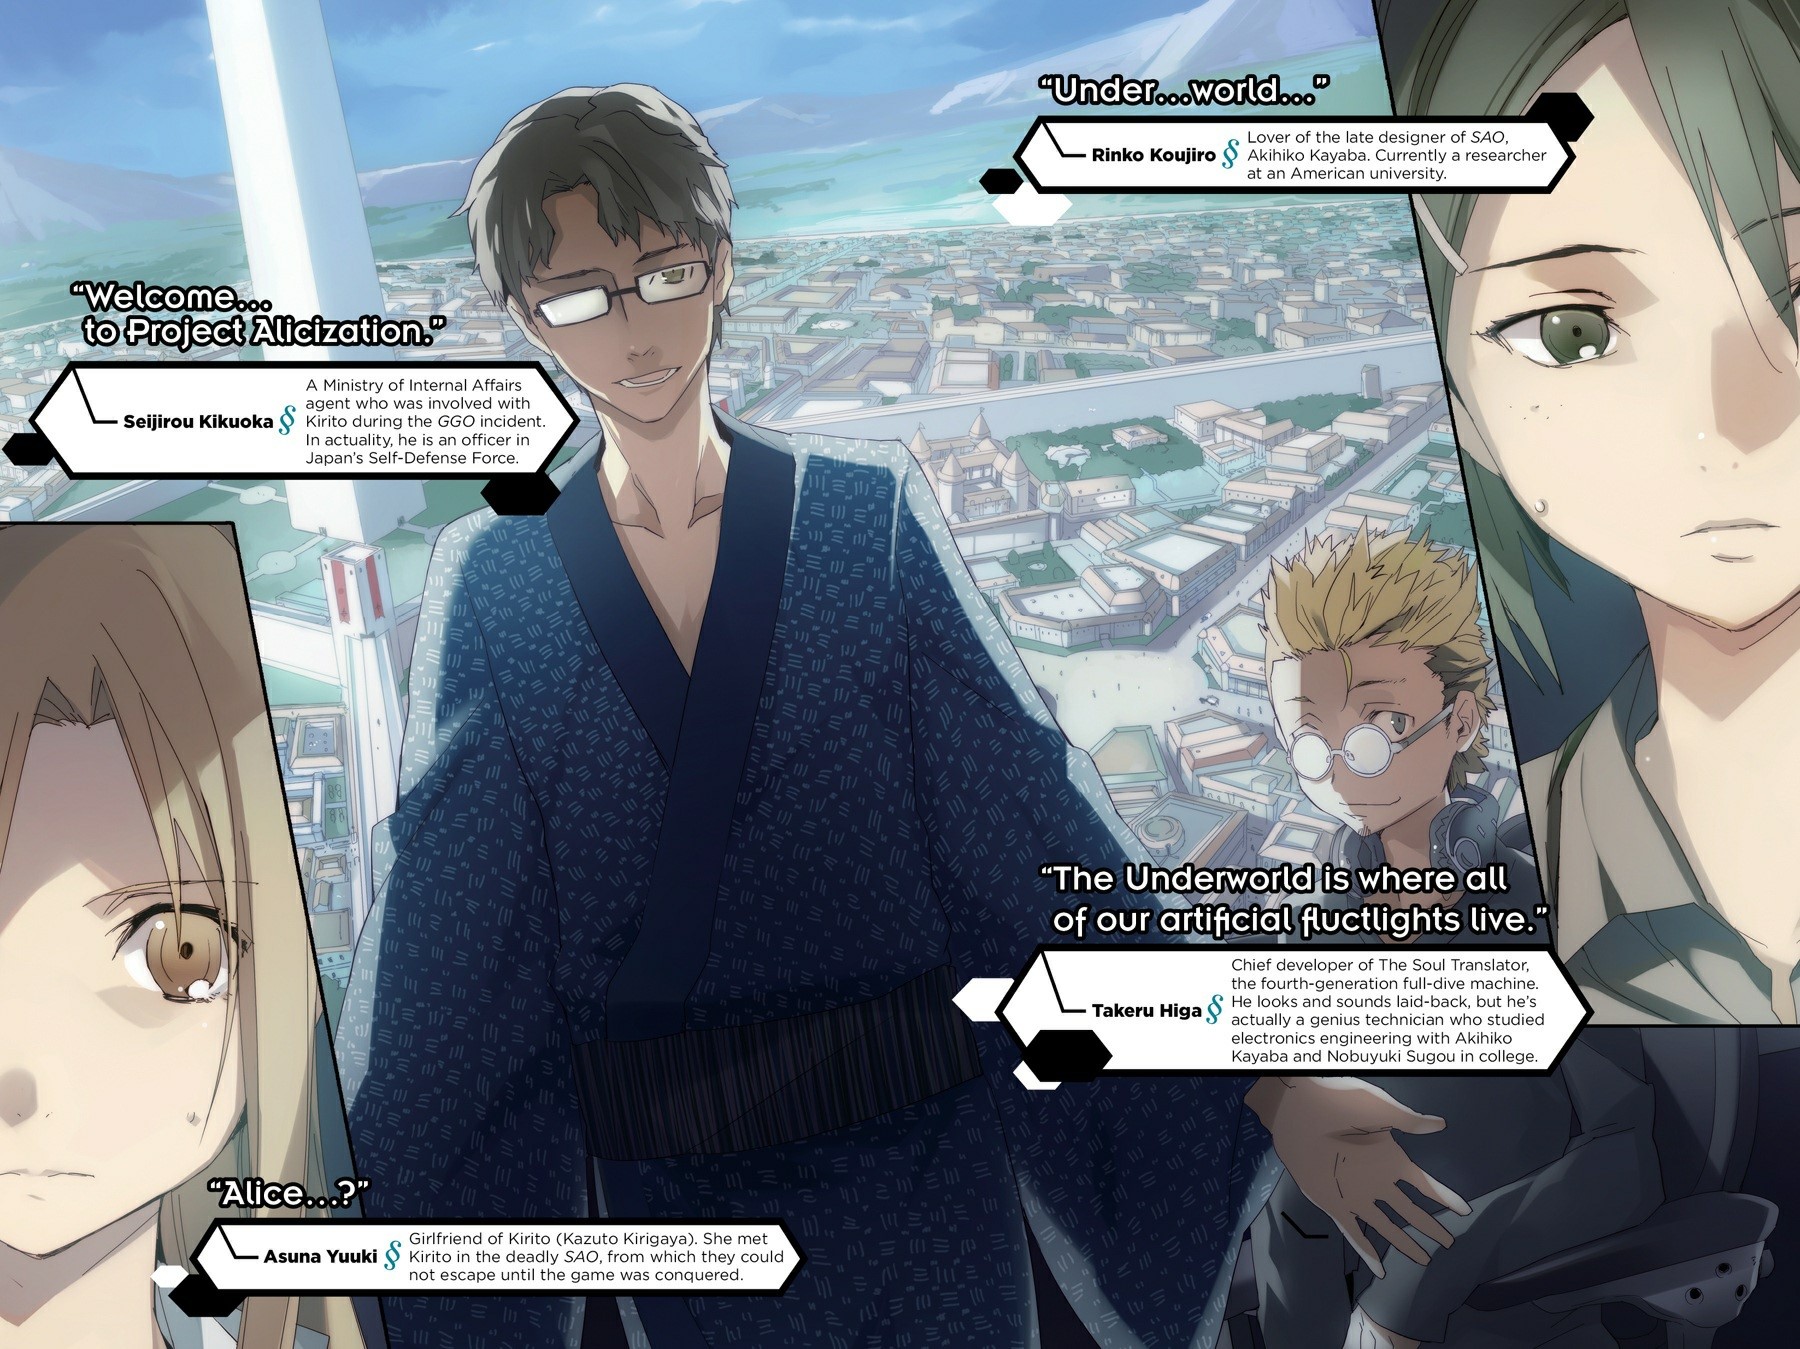 “Under...world...”
Rinko Koujiro §
Lover of the late designer of SAO,
Akihiko Kayaba. Currently a researcher
at an American university.
“Welcome...
to Project Alicization.”
Seijirou Kikuoka §
A Ministry of Internal Affairs
agent who was involved with
Kirito during the GGO incident.
In actuality, he is an officer in
Japan’s Self-Defense Force.
“The Underworld is where all
of our artificial fluctlights live.”
Takeru Higa §
Chief developer of The Soul Translator,
the fourth-generation full-dive machine.
He looks and sounds laid-back, but he’s
actually a genius technician who studied
electronics engineering with Akihiko
Kayaba and Nobuyuki Sugou in college.
“Alice...?”
Asuna Yuuki §
Girlfriend of Kirito (Kazuto Kirigaya). She met
Kirito in the deadly SAO, from which they could
not escape until the game was conquered.